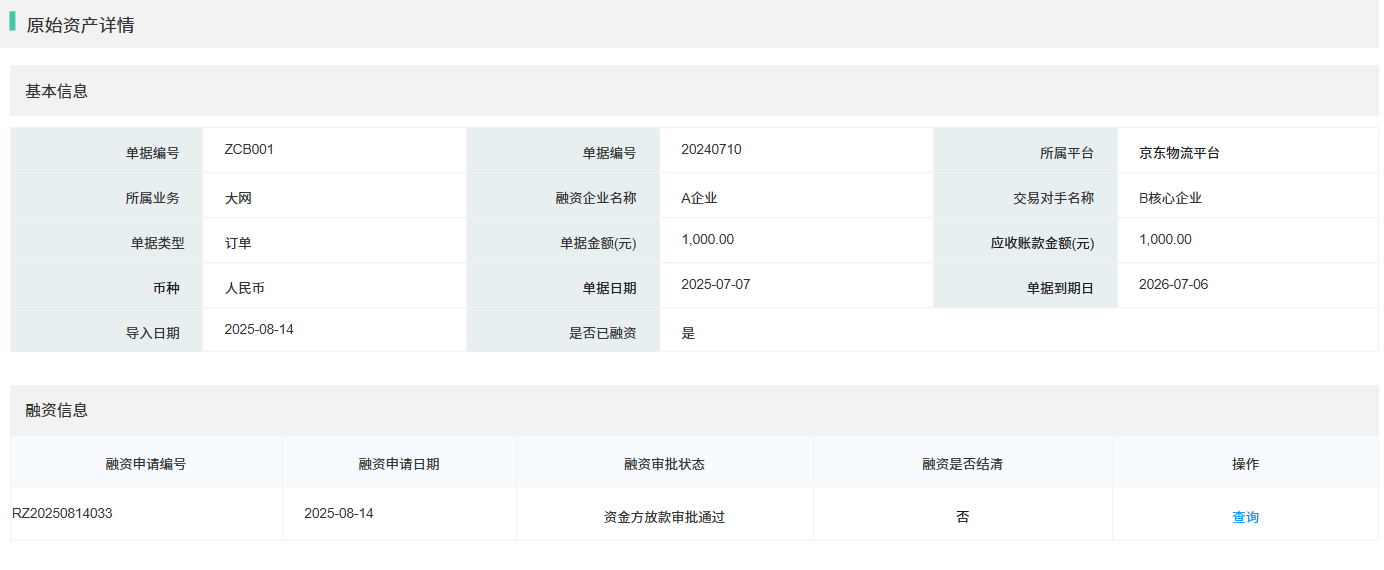 原始资产详情
基本信息
单据编号 ZCB001 单据编号 20240710 所属平台 京东物流平台
所属业务 大网 融资企业名称 A企业 交易对手名称 B核心企业
单据类型 订单 单据金额(元) 1,000.00 应收账款金额(元) 1,000.00
币种 人民币 单据日期 2025-07-07 单据到期日 2026-07-06
导入日期 2025-08-14 是否已融资 是
融资信息
融资申请编号 融资申请日期 融资审批状态 融资是否结清 操作
RZ20250814033 2025-08-14 资金方放款审批通过 否 查询